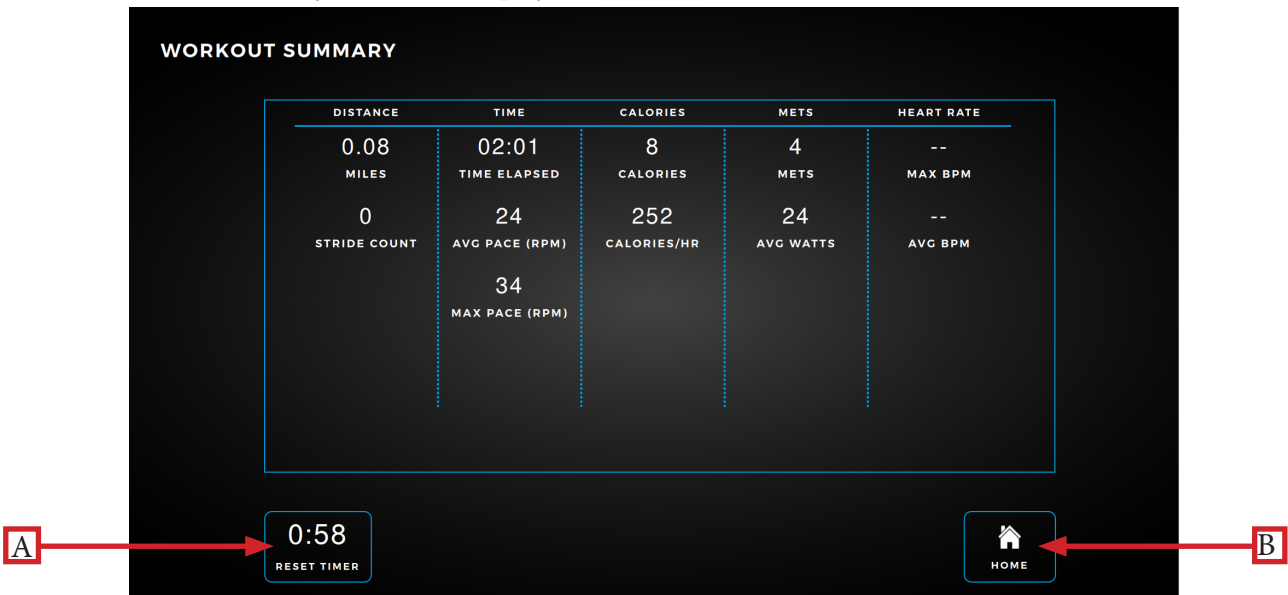 WORKOUT SUMMARY
DISTANCE TIME CALORIES METS HEART RATE
0.08 02:01 8 4 --
MILES TIME ELAPSED CALORIES METS MAX BPM
0 24 252 24 --
STRIDE COUNT AVG PACE (RPM) CALORIES/HR AVG WATTS AVG BPM
34
MAX PACE (RPM)
0:58
A B
RESET TIMER HOME